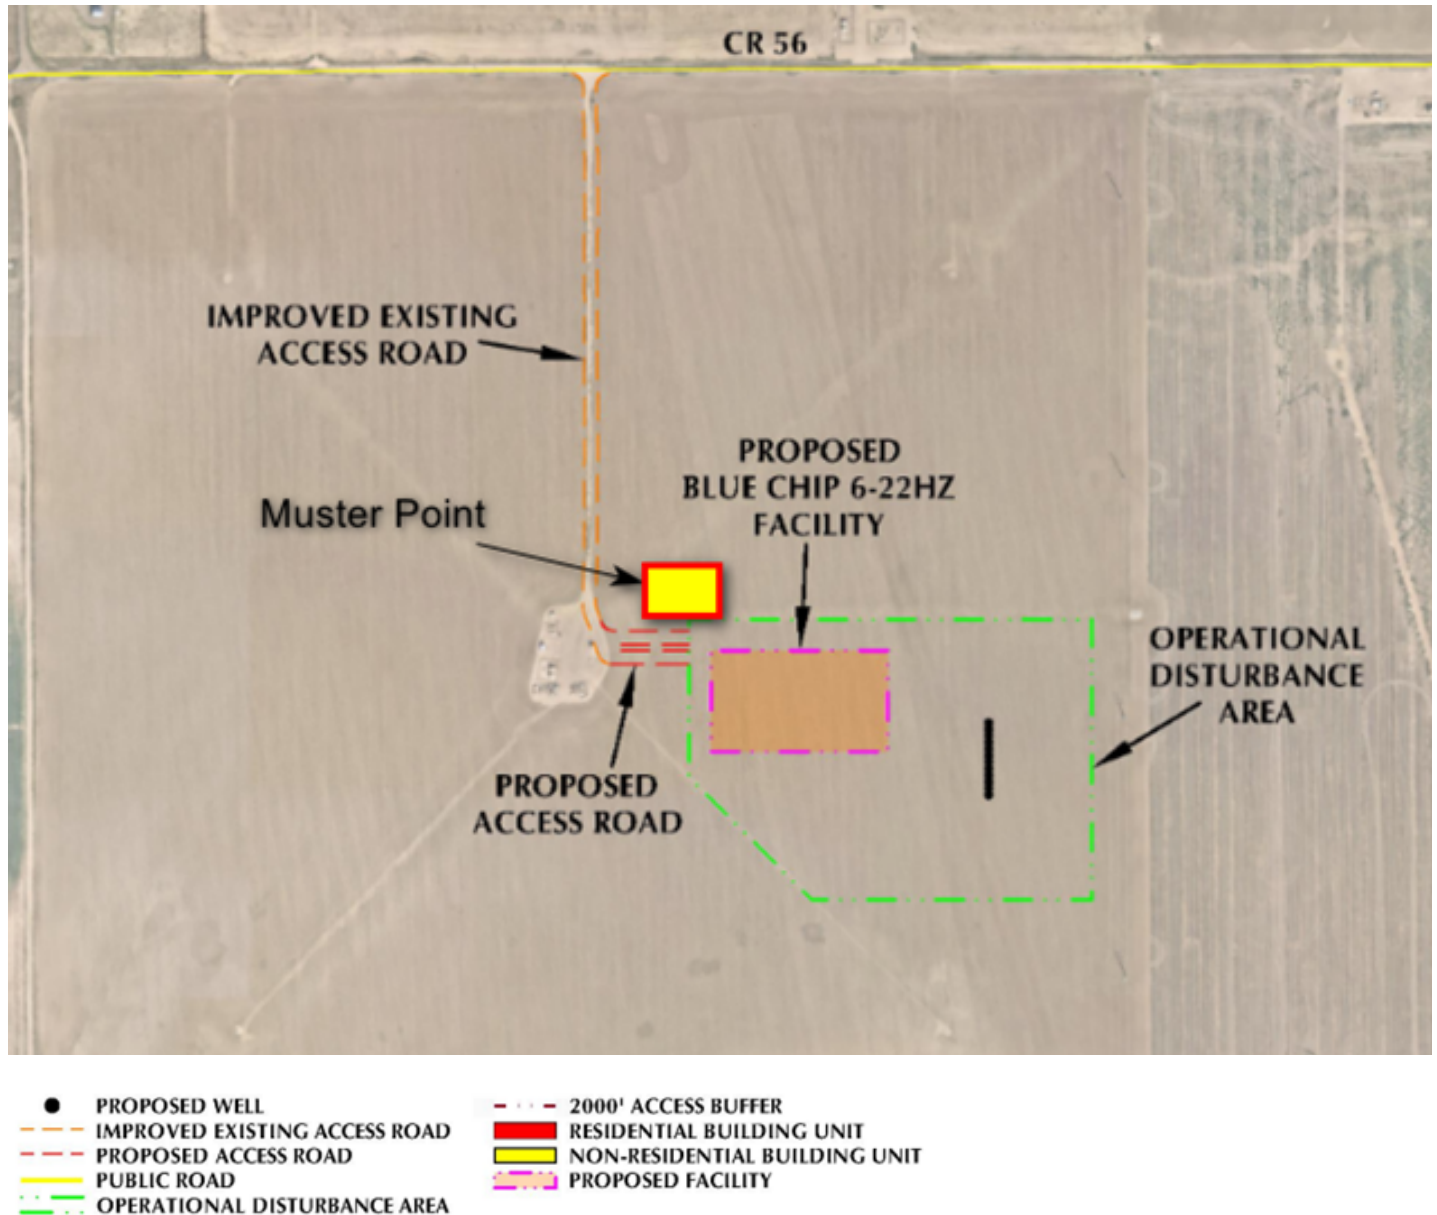 CR 56
IMPROVED EXISTING
ACCESS ROAD
PROPOSED
BLUE CHIP 6-22HZ
FACILITY
Muster Point
OPERATIONAL
DISTURBANCE
AREA
PROPOSED
ACCESS ROAD
PROPOSED WELL
IMPROVED EXISTING ACCESS ROAD
PROPOSED ACCESS ROAD
PUBLIC ROAD
OPERATIONAL DISTURBANCE AREA
2000' ACCESS BUFFER
RESIDENTIAL BUILDING UNIT
NON-RESIDENTIAL BUILDING UNIT
PROPOSED FACILITY